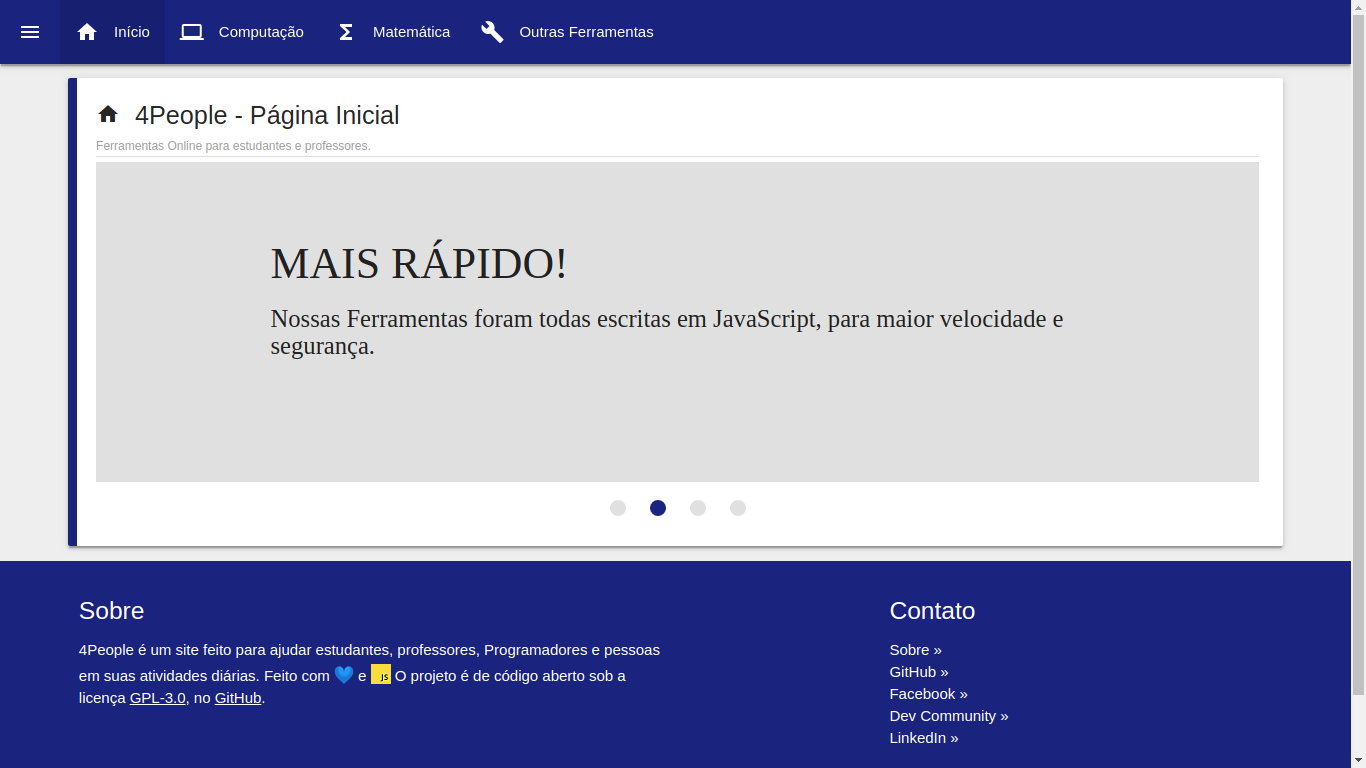 Início
Computação
Matemática
Outras Ferramentas
4People - Página Inicial
Ferramentas Online para estudantes e professores.
MAIS RÁPIDO!
Nossas Ferramentas foram todas escritas em JavaScript, para maior velocidade e
segurança.
Sobre
4People é um site feito para ajudar estudantes, professores, Programadores e pessoas
em suas atividades diárias. Feito com 💙 e JS O projeto é de código aberto sob a
licença GPL-3.0, no GitHub.
Contato
Sobre »
GitHub »
Facebook »
Dev Community »
LinkedIn »